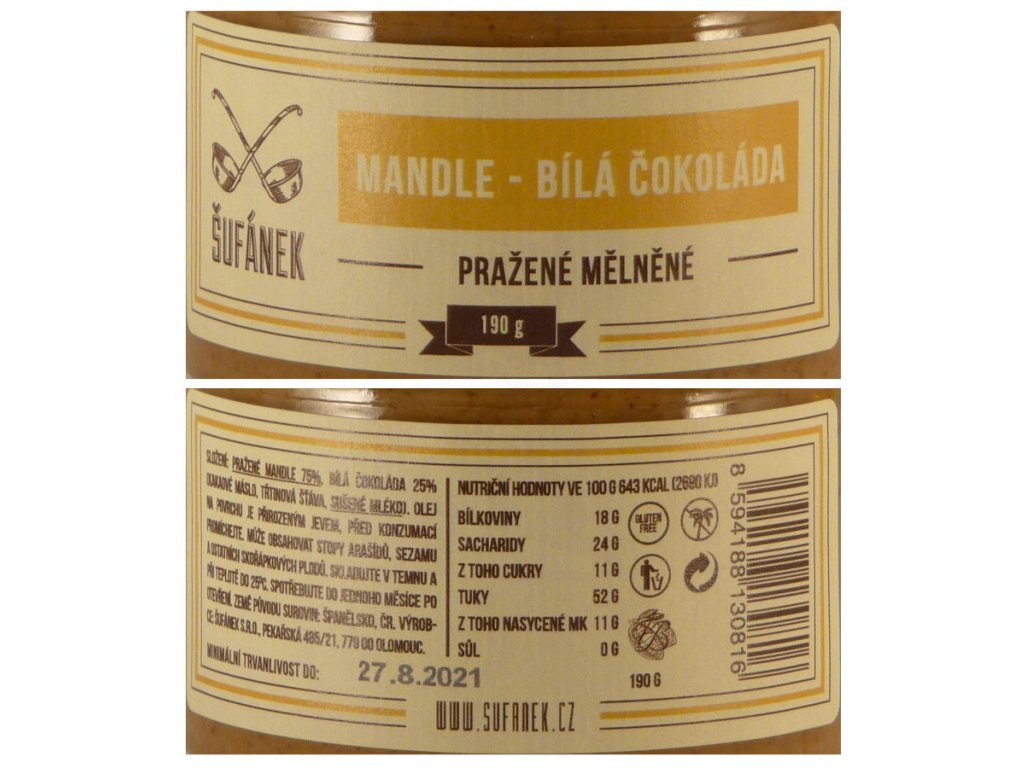 ŠUFÁNEK
MANDLE - BÍLÁ ČOKOLÁDA
PRAŽENÉ MĚLNĚNÉ
190 g
SLOŽENÍ: PRAŽENÉ MANDLE 75%, BÍLÁ ČOKOLÁDA 25%
(KAKAOVÉ MÁSLO, TŘTINOVÁ ŠŤÁVA, SUŠENÉ MLÉKO). OLEJ
NA POVRCHU JE PŘIROZENÝM JEVEM, PŘED KONZUMACÍ
PROMÍCHEJTE. MŮŽE OBSAHOVAT STOPY ARAŠÍDŮ, SEZAMU
A OSTATNÍCH SKOŘÁPKOVÝCH PLODŮ. SKLADUJTE V TEMNU A
PŘI TEPLOTĚ DO 25°C. SPOTŘEBUJTE DO JEDNOHO MĚSÍCE PO
OTEVŘENÍ. ZEMĚ PŮVODU SUROVIN: ŠPANĚLSKO, ČR. VÝROB-
CE: ŠUFÁNEK S.R.O., PEKAŘSKÁ 485/21, 779 00 OLOMOUC.
MINIMÁLNÍ TRVANLIVOST DO: 27.8.2021
NUTRIČNÍ HODNOTY VE 100 G 643 KCAL (2690 KJ)
BÍLKOVINY 18 G
SACHARIDY 24 G
Z TOHO CUKRY 11 G
TUKY 52 G
Z TOHO NASYCENÉ MK 11 G
SŮL 0 G
GLUTEN
FREE
190 G
8 594188 130816
WWW.SUFANEK.CZ